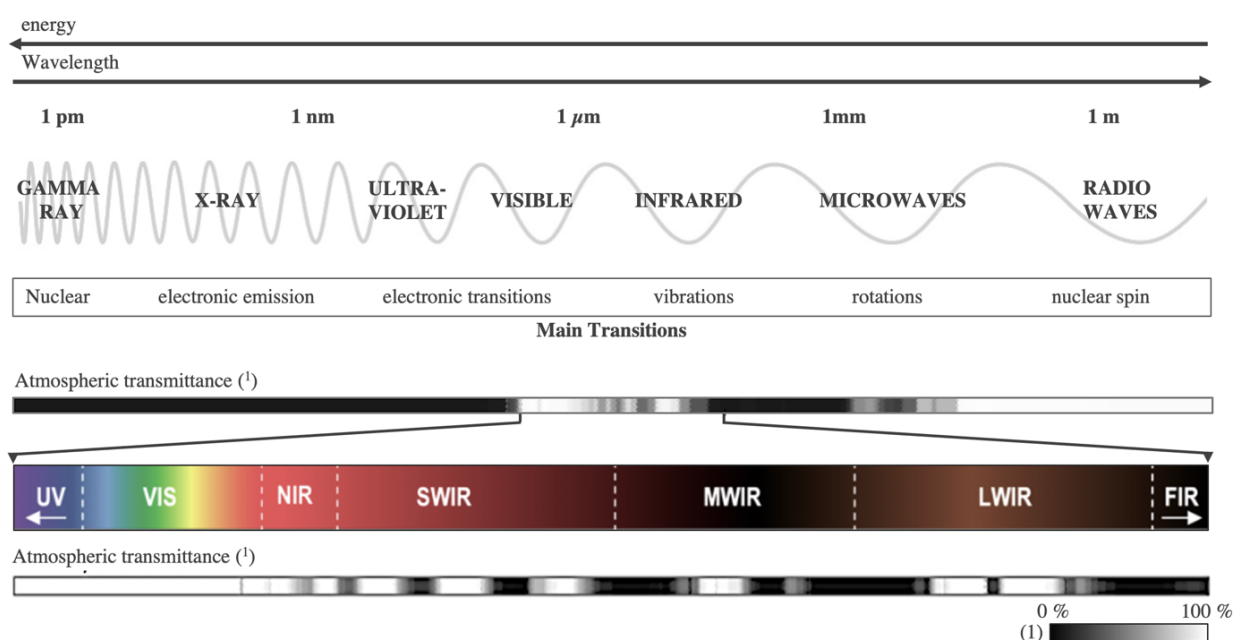 energy
Wavelength
1 pm 1 nm 1 µm 1mm 1 m
GAMMA RAY X-RAY ULTRA-VIOLET VISIBLE INFRARED MICROWAVES RADIO WAVES
Nuclear electronic emission electronic transitions vibrations rotations nuclear spin
Main Transitions
Atmospheric transmittance (¹)
UV VIS NIR SWIR MWIR LWIR FIR
Atmospheric transmittance (¹)
0 % 100 %
(1)